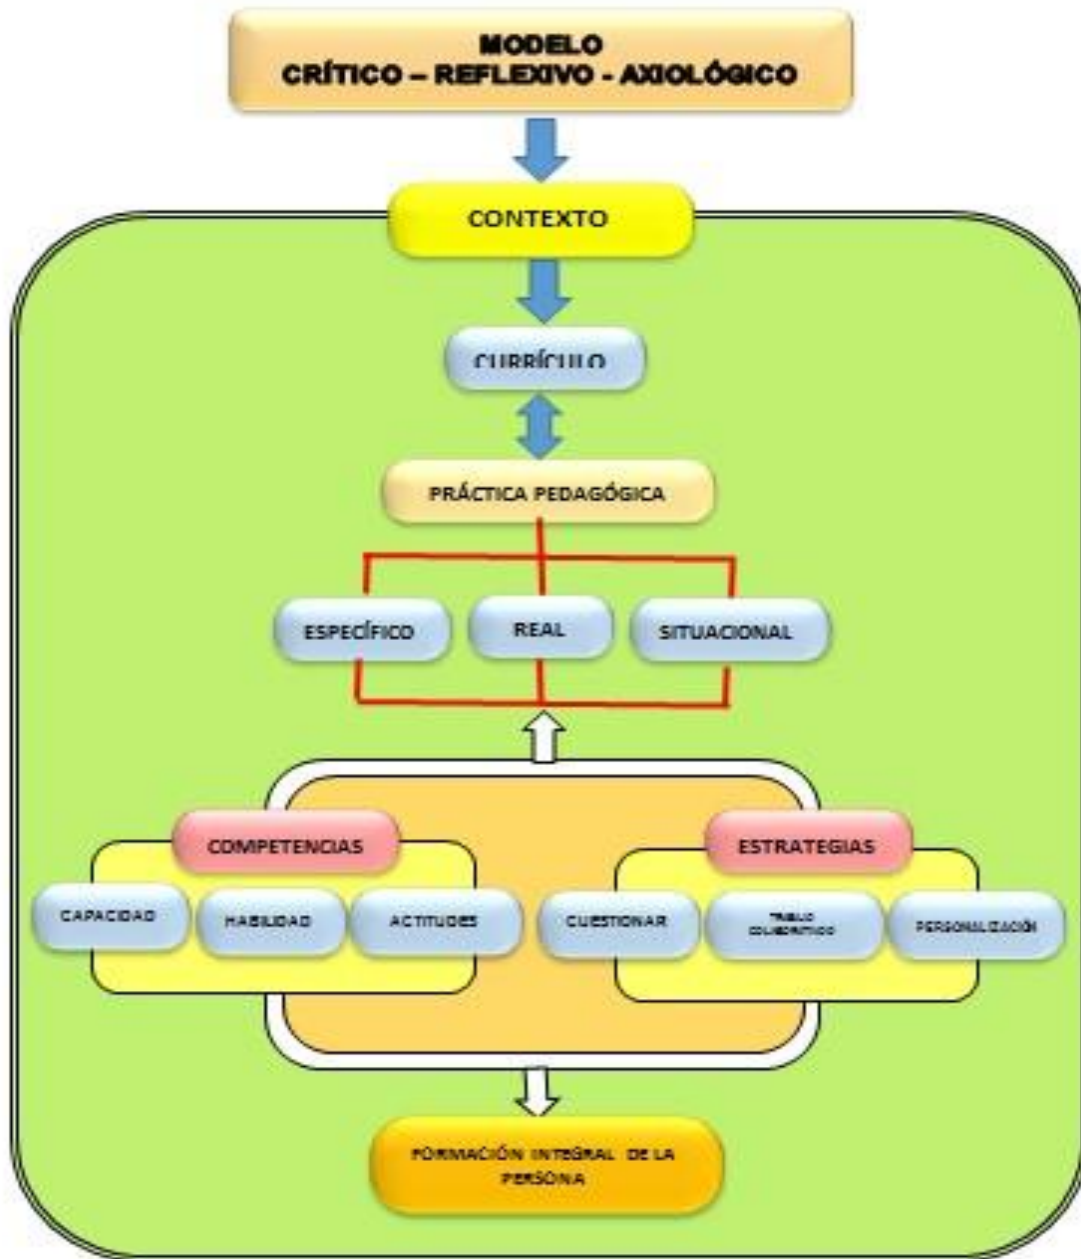 MODELO
CRÍTICO – REFLEXIVO - AXIOLÓGICO
CONTEXTO
CURRÍCULO
PRÁCTICA PEDAGÓGICA
ESPECÍFICO REAL SITUACIONAL
COMPETENCIAS ESTRATEGIAS
CAPACIDAD HABILIDAD ACTITUDES CUESTIONAR PERSONALIZACIÓN
FORMACIÓN INTEGRAL DE LA
PERSONA